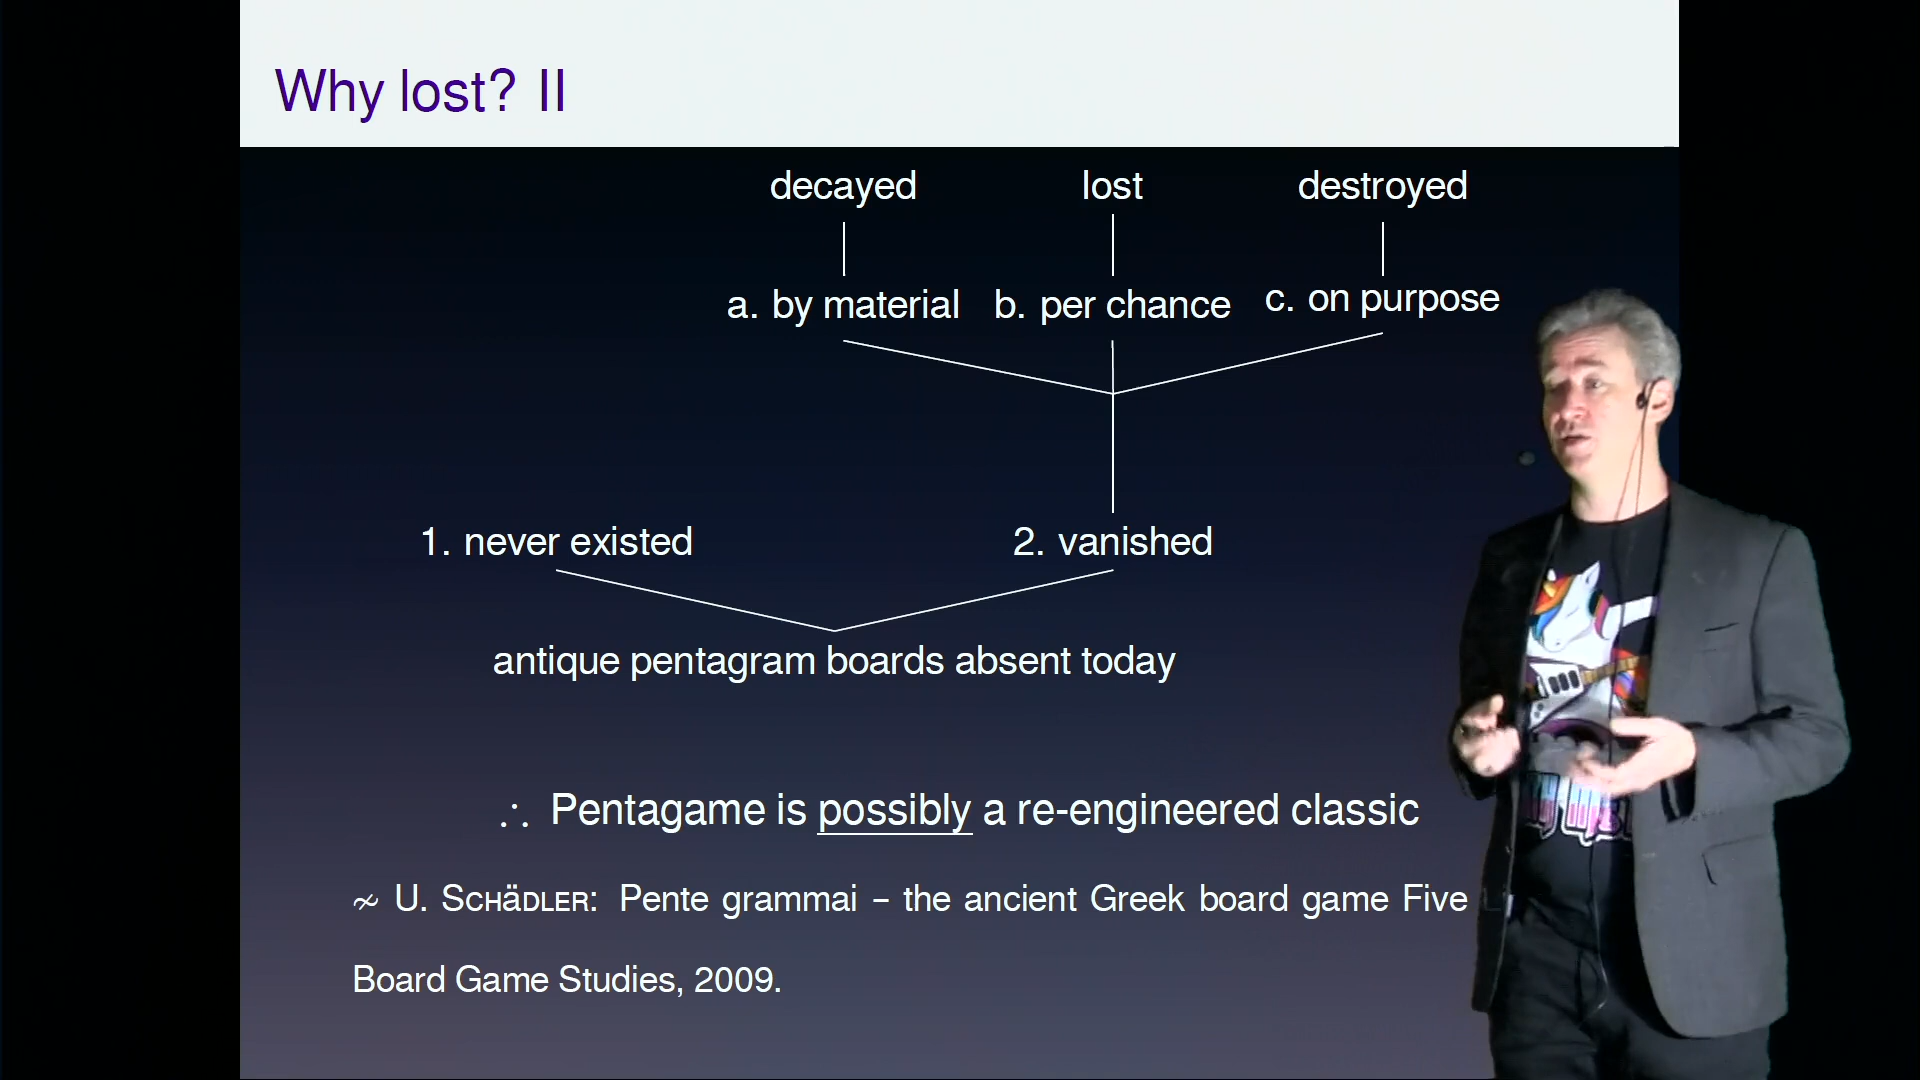 Why lost? II
decayed lost destroyed
a. by material b. per chance c. on purpose
1. never existed 2. vanished
antique pentagram boards absent today
∴ Pentagame is possibly a re-engineered classic
≁ U. SCHÄDLER: Pente grammai – the ancient Greek board game Five
Board Game Studies, 2009.